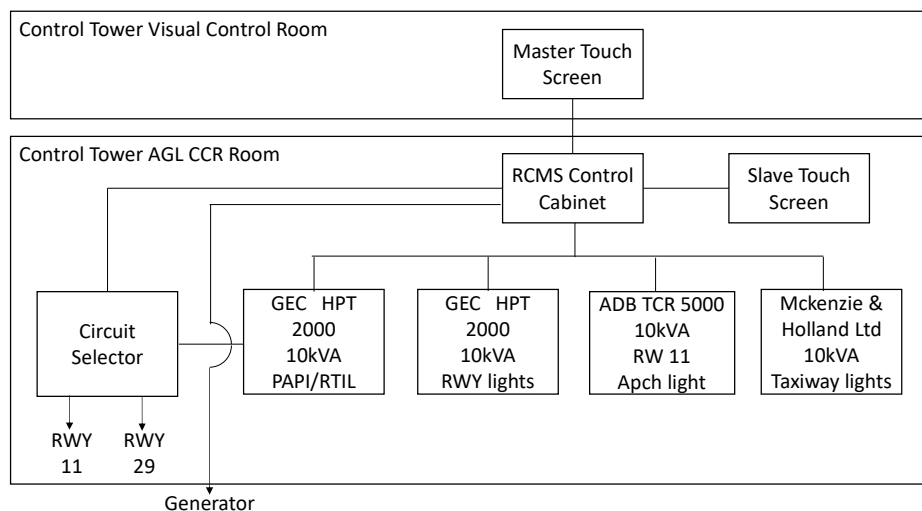 Control Tower Visual Control Room
Master Touch
Screen
Control Tower AGL CCR Room
RCMS Control
Cabinet
Slave Touch
Screen
Circuit
Selector
GEC HPT
2000
10kVA
PAPI/RTIL
GEC HPT
2000
10kVA
RWY lights
ADB TCR 5000
10kVA
RW 11
Apch light
Mckenzie &
Holland Ltd
10kVA
Taxiway lights
RWY
11
RWY
29
Generator